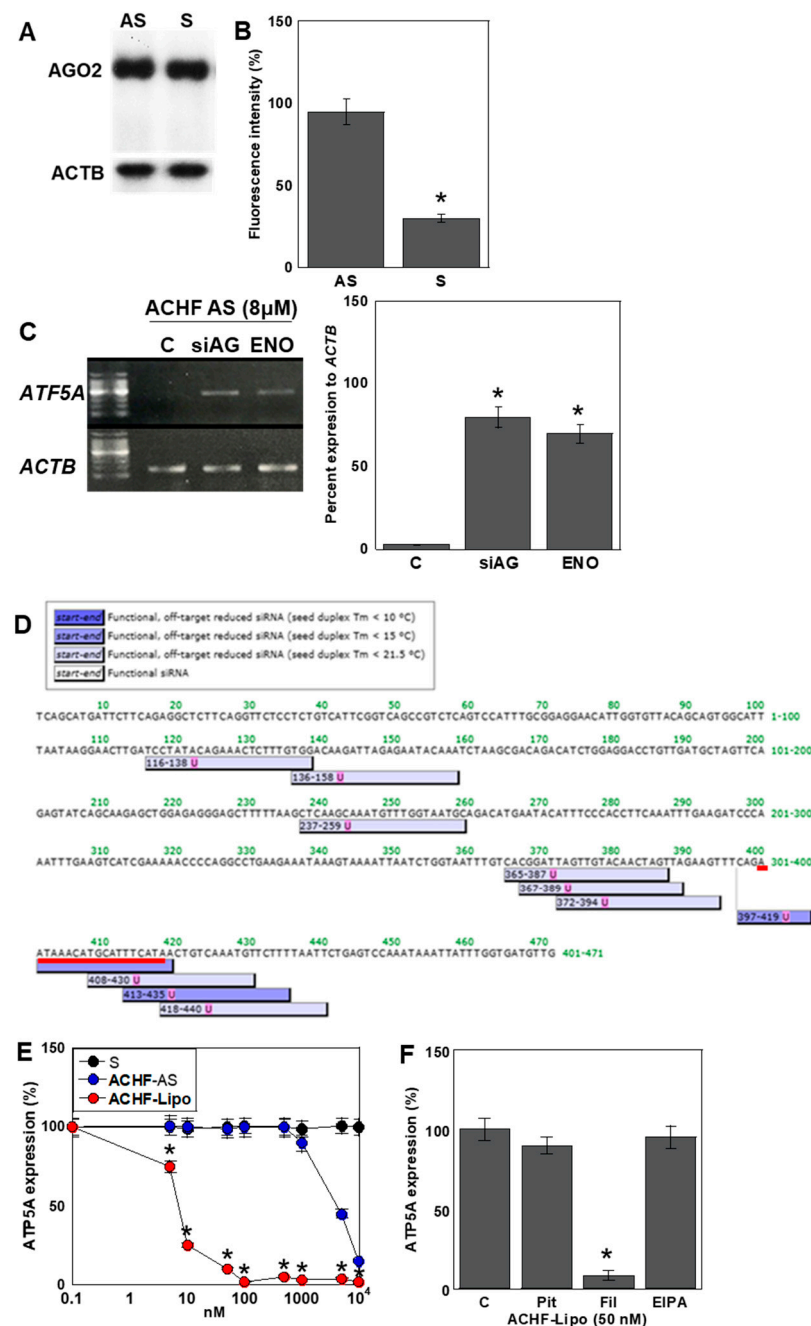 A
AS S
AGO2
ACTB
B
Fluorescence intensity (%)
150
100
50
0
*
AS S
C
ACHF AS (8µM)
C siAG ENO
ATF5A
ACTB
Percent expresion to ACTB
150
100
50
0
* *
C siAG ENO
D
start-end Functional, off-target reduced siRNA (seed duplex Tm < 10 ºC)
start-end Functional, off-target reduced siRNA (seed duplex Tm < 15 ºC)
start-end Functional, off-target reduced siRNA (seed duplex Tm < 21.5 ºC)
start-end Functional siRNA
10 20 30 40 50 60 70 80 90 100
TCAGCATGATTCTTCAGAGGCTCTTCAGGTTCTCCTCTGTCATTCGGTCAGCCGTCTCAGTCCATTTGCGGAGGAACATTGGTGTTACAGCAGTGGCATT 1-100
110 120 130 140 150 160 170 180 190 200
TAATAAGGAACTTGATCCTATACAGAAACTCTTTGTGGACAAGATTAGAGAATACAAATCTAAGCGACAGACATCTGGAGGACCTGTTGATGCTAGTTCA 101-200
116-138 U
136-158 U
210 220 230 240 250 260 270 280 290 300
GAGTATCAGCAAGAGCTGGAGAGGGAGCTTTTTAAGCTCAAGCAAATGTTTGGTAATGCAGACATGAATACATTTCCCACCTTCAAATTTGAAGATCCCA 201-300
237-259 U
310 320 330 340 350 360 370 380 390 400
AATTTGAAGTCATCGAAAAACCCCAGGCCTGAAGAAATAAAGTAAAATTAATCTGGTAATTTGTCACGGATTAGTTGTACAACTAGTTAGAAGTTTCAGA 301-400
365-387 U
367-389 U
372-394 U
397-419 U
410 420 430 440 450 460 470
ATAAACATGCATTTCATAACTGTCAAATGTTCTTTTAATTCTGAGTCCAAATAAATTATTTGGTGATGTTG 401-471
408-430 U
413-435 U
418-440 U
E
S
ACHF-AS
ACHF-Lipo
ATP5A expression (%)
150
100
50
0
* * * * * * * *
0.1 1 10 100 1000 10⁴
nM
F
ATP5A expression (%)
150
100
50
0
*
C Pit Fil EIPA
ACHF-Lipo (50 nM)